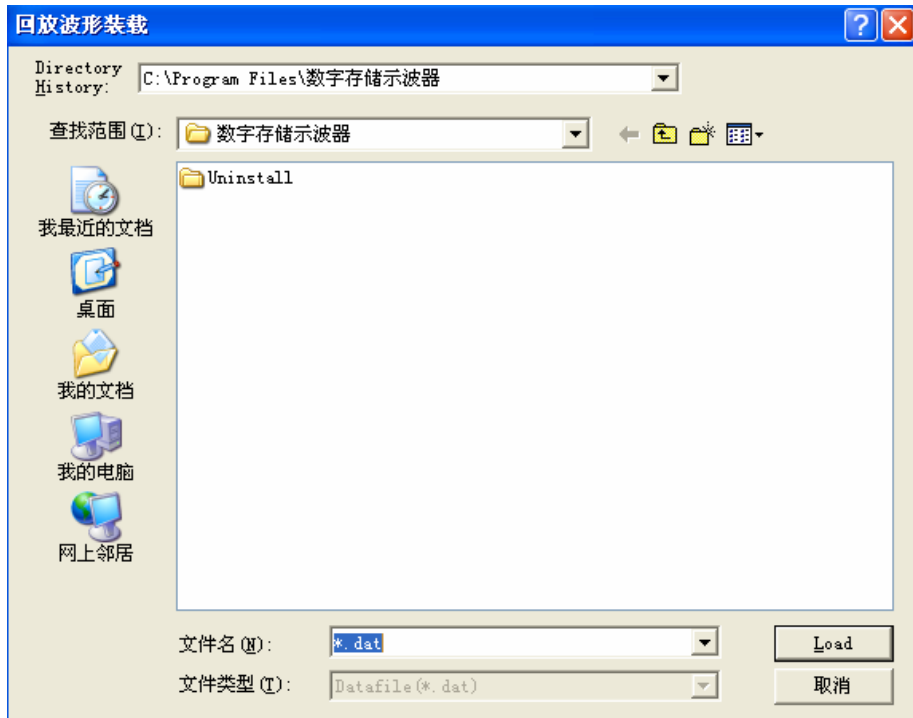 回放波形装载
Directory History: C:\Program Files\数字存储示波器
查找范围(I): 数字存储示波器
Uninstall
我最近的文档
桌面
我的文档
我的电脑
网上邻居
文件名(N): *.dat Load
文件类型(T): Datafile(*.dat) 取消